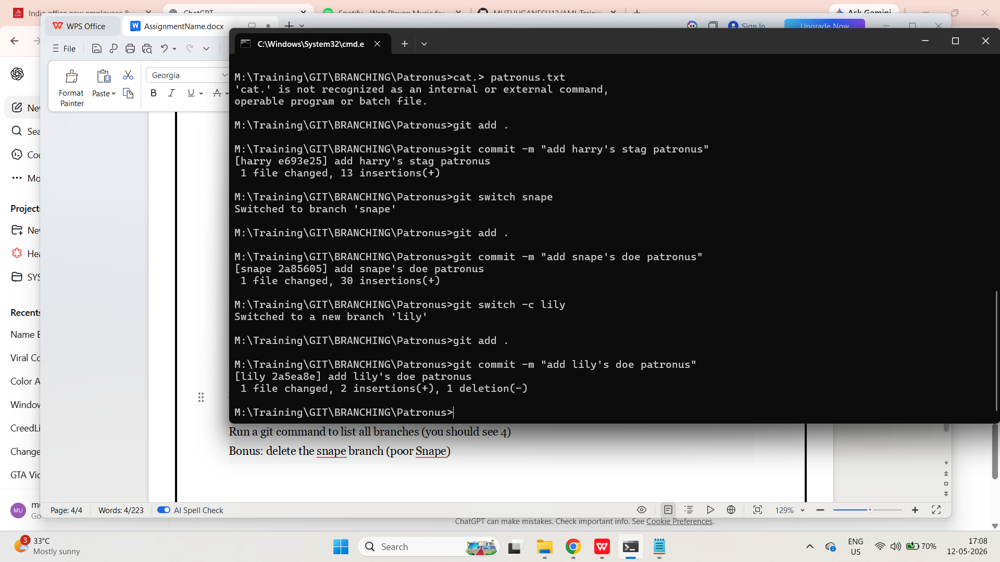 India office new employees & i
ChatGPT
Spotify – Web Player: Music for
MUTHUGANESH12/AMI-Trainin
Ask Gemini
WPS Office
AssignmentName.docx
Sign In
Upgrade Now
File
C:\Windows\System32\cmd.e
Format
Painter
Paste
Georgia
B I U A
M:\Training\GIT\BRANCHING\Patronus>cat.> patronus.txt
'cat.' is not recognized as an internal or external command,
operable program or batch file.
M:\Training\GIT\BRANCHING\Patronus>git add .
M:\Training\GIT\BRANCHING\Patronus>git commit -m "add harry's stag patronus"
[harry e693e25] add harry's stag patronus
1 file changed, 13 insertions(+)
M:\Training\GIT\BRANCHING\Patronus>git switch snape
Switched to branch 'snape'
M:\Training\GIT\BRANCHING\Patronus>git add .
M:\Training\GIT\BRANCHING\Patronus>git commit -m "add snape's doe patronus"
[snape 2a85605] add snape's doe patronus
1 file changed, 30 insertions(+)
M:\Training\GIT\BRANCHING\Patronus>git switch -c lily
Switched to a new branch 'lily'
M:\Training\GIT\BRANCHING\Patronus>git add .
M:\Training\GIT\BRANCHING\Patronus>git commit -m "add lily's doe patronus"
[lily 2a5ea8e] add lily's doe patronus
1 file changed, 2 insertions(+), 1 deletion(-)
M:\Training\GIT\BRANCHING\Patronus>
Run a git command to list all branches (you should see 4)
Bonus: delete the snape branch (poor Snape)
Nev
Sea
Coc
Mo
Projects
Nev
Hea
SYS
Recents
Name E
Viral Co
Color A
Window
CreedLi
Change
GTA Vic
MU
mu
Go
Page: 4/4
Words: 4/223
AI Spell Check
129%
ChatGPT can make mistakes. Check important info. See Cookie Preferences.
3
33°C
Mostly sunny
Search
ENG
US
70%
17:08
12-05-2026